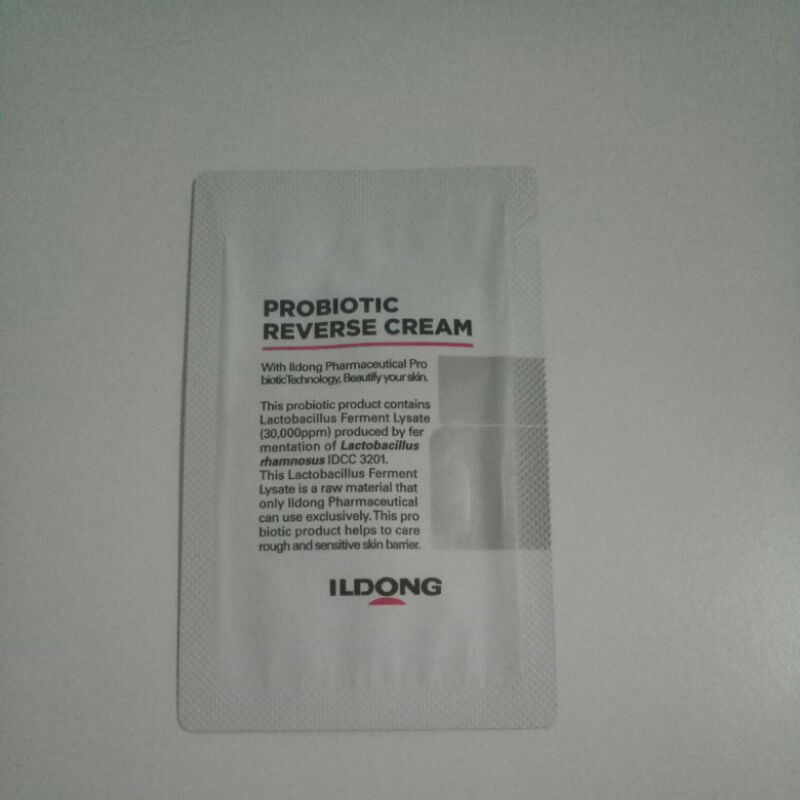 PROBIOTIC
REVERSE CREAM
With Ildong Pharmaceutical Pro
bioticTechnology, Beautify your skin.
This probiotic product contains
Lactobacillus Ferment Lysate
(30,000ppm) produced by fer
mentation of Lactobacillus
rhamnosus IDCC 3201.
This Lactobacillus Ferment
Lysate is a raw material that
only Ildong Pharmaceutical
can use exclusively. This pro
biotic product helps to care
rough and sensitive skin barrier.
ILDONG